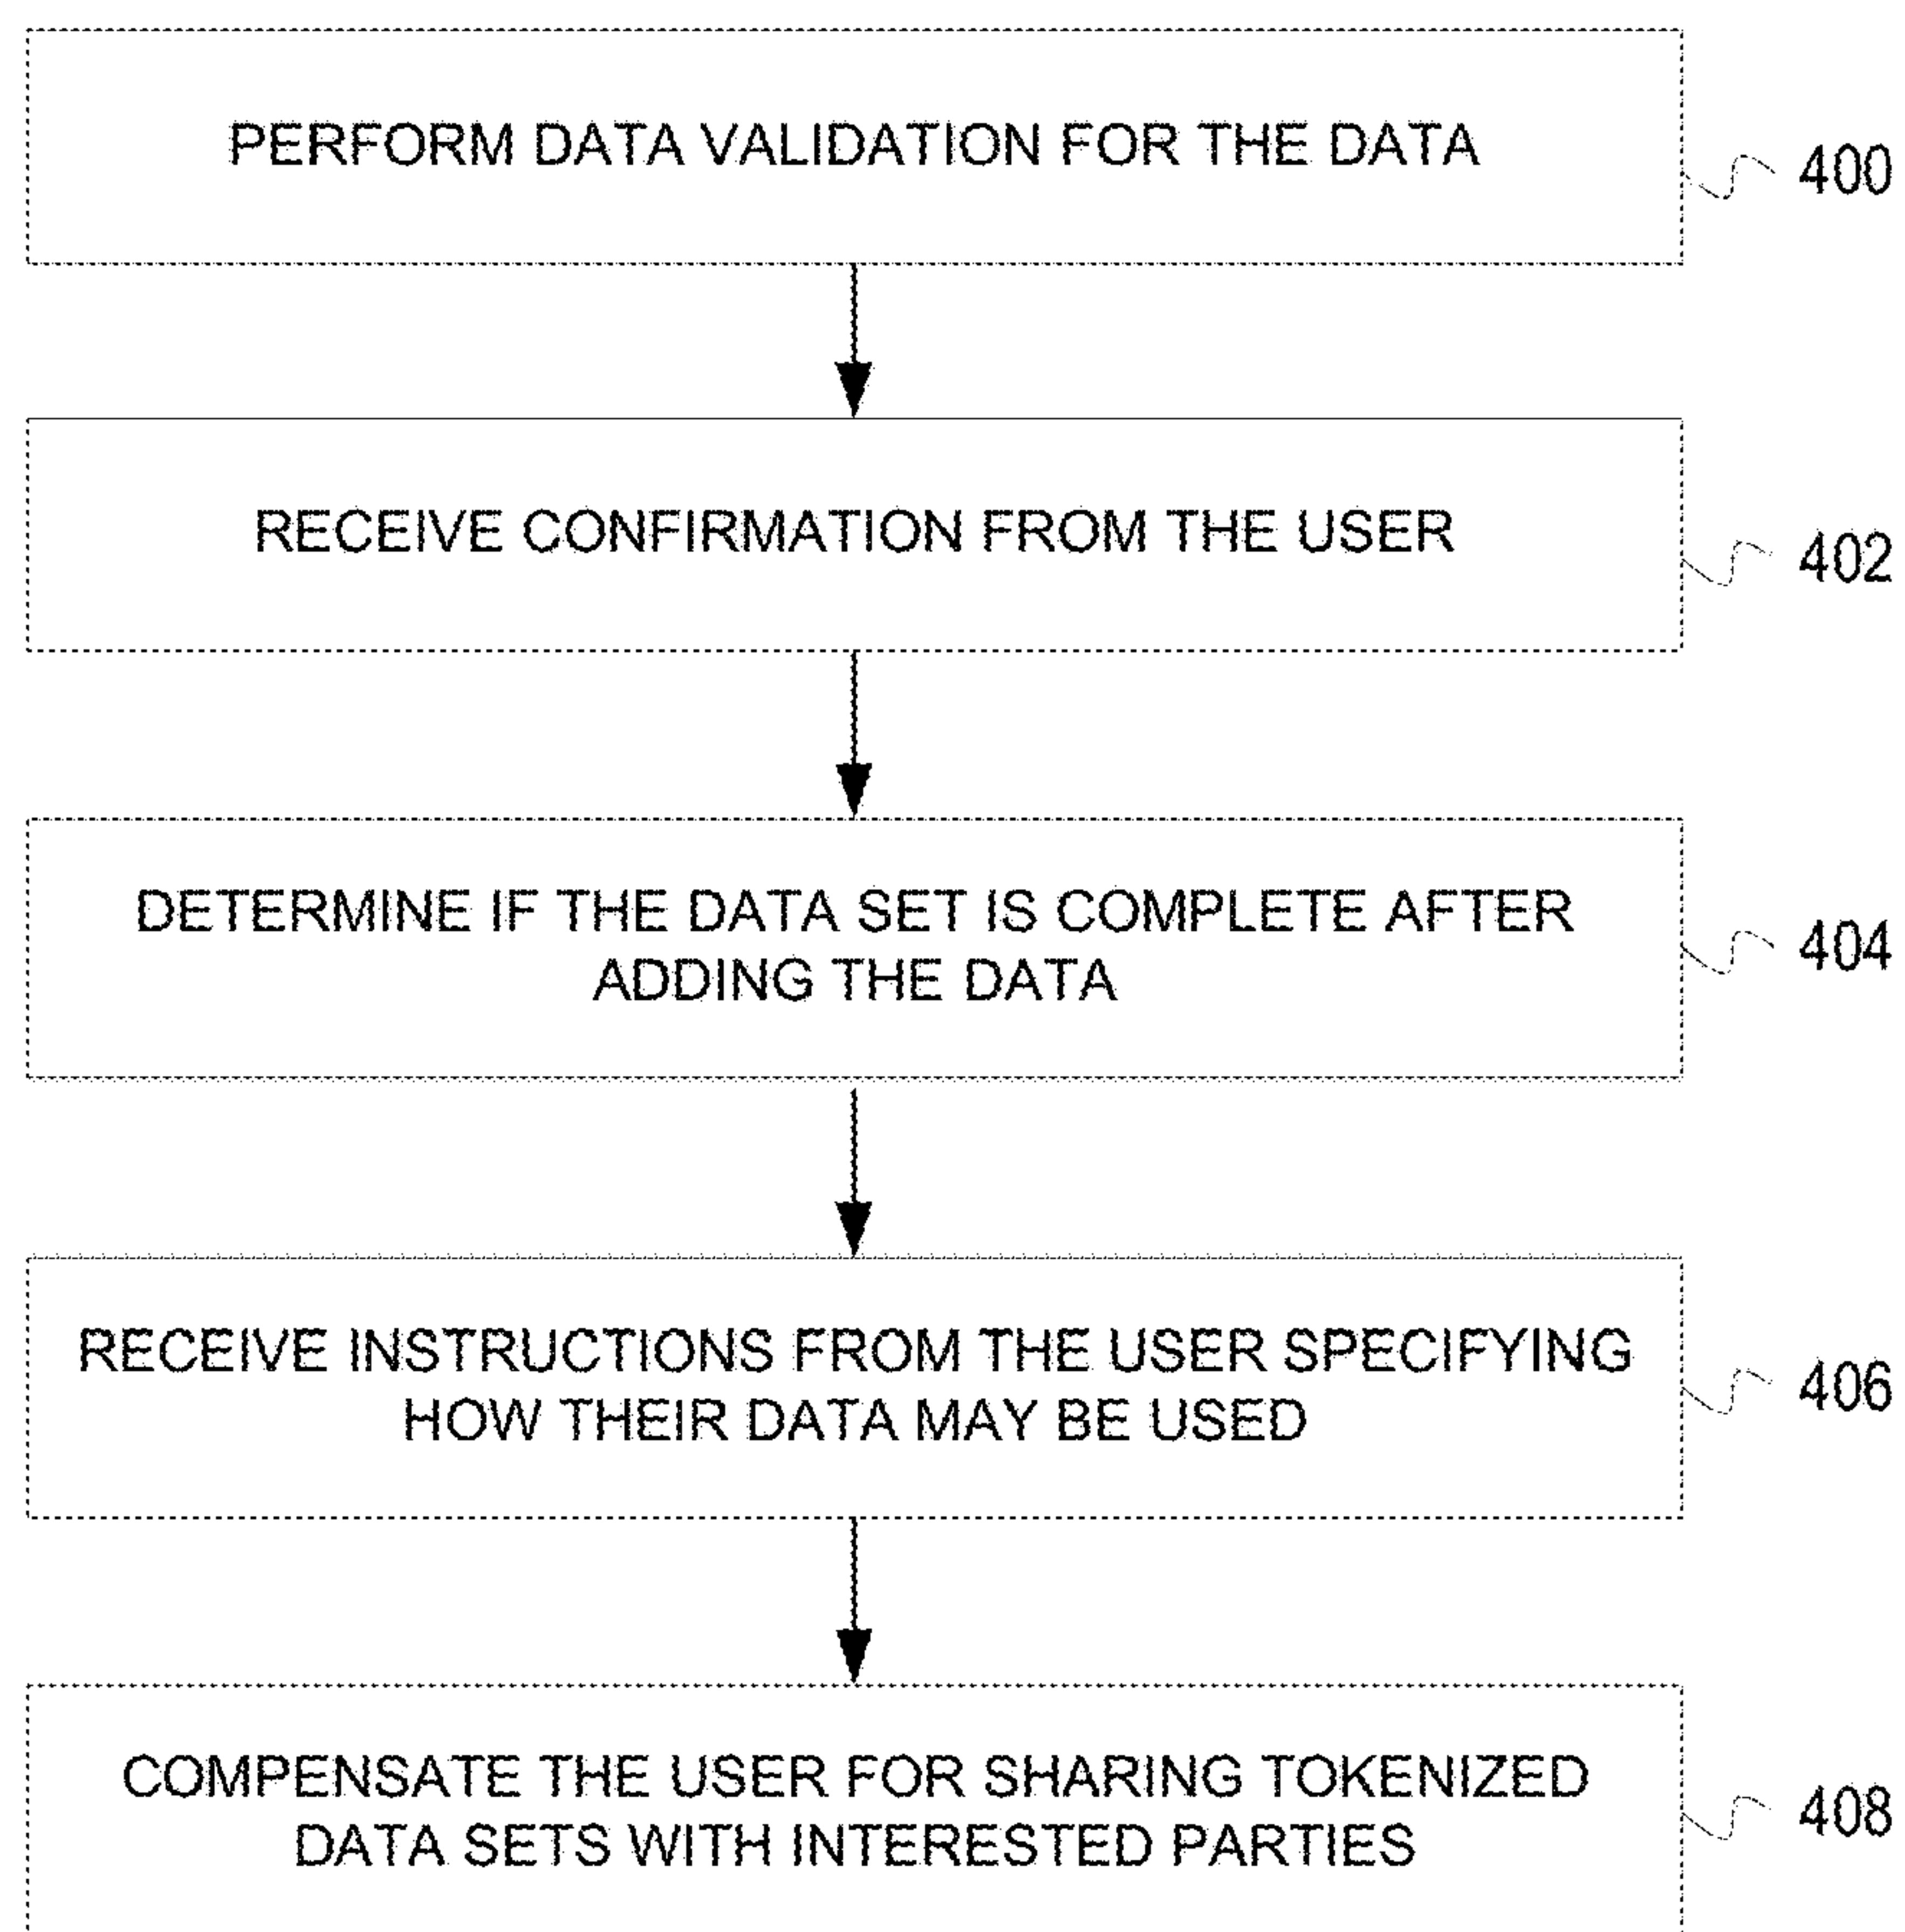 PERFORM DATA VALIDATION FOR THE DATA
400
RECEIVE CONFIRMATION FROM THE USER
402
DETERMINE IF THE DATA SET IS COMPLETE AFTER
ADDING THE DATA
404
RECEIVE INSTRUCTIONS FROM THE USER SPECIFYING
HOW THEIR DATA MAY BE USED
406
COMPENSATE THE USER FOR SHARING TOKENIZED
DATA SETS WITH INTERESTED PARTIES
408